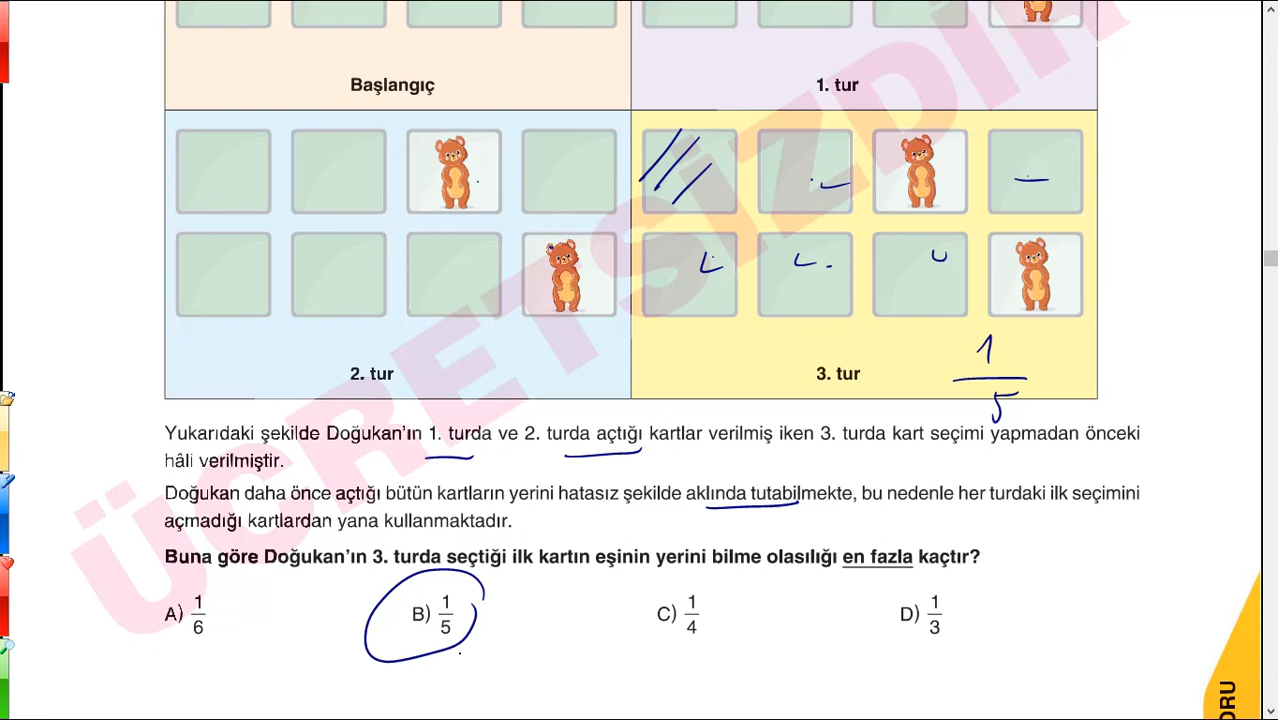 Başlangıç
1. tur
2. tur
3. tur
1
5
Yukarıdaki şekilde Doğukan’ın 1. turda ve 2. turda açtığı kartlar verilmiş iken 3. turda kart seçimi yapmadan önceki
hâli verilmiştir.
Doğukan daha önce açtığı bütün kartların yerini hatasız şekilde aklında tutabilmekte, bu nedenle her turdaki ilk seçimini
açmadığı kartlardan yana kullanmaktadır.
Buna göre Doğukan’ın 3. turda seçtiği ilk kartın eşinin yerini bilme olasılığı en fazla kaçtır?
A) 1/6 B) 1/5 C) 1/4 D) 1/3
ÜCRETSİZDİR
ORU